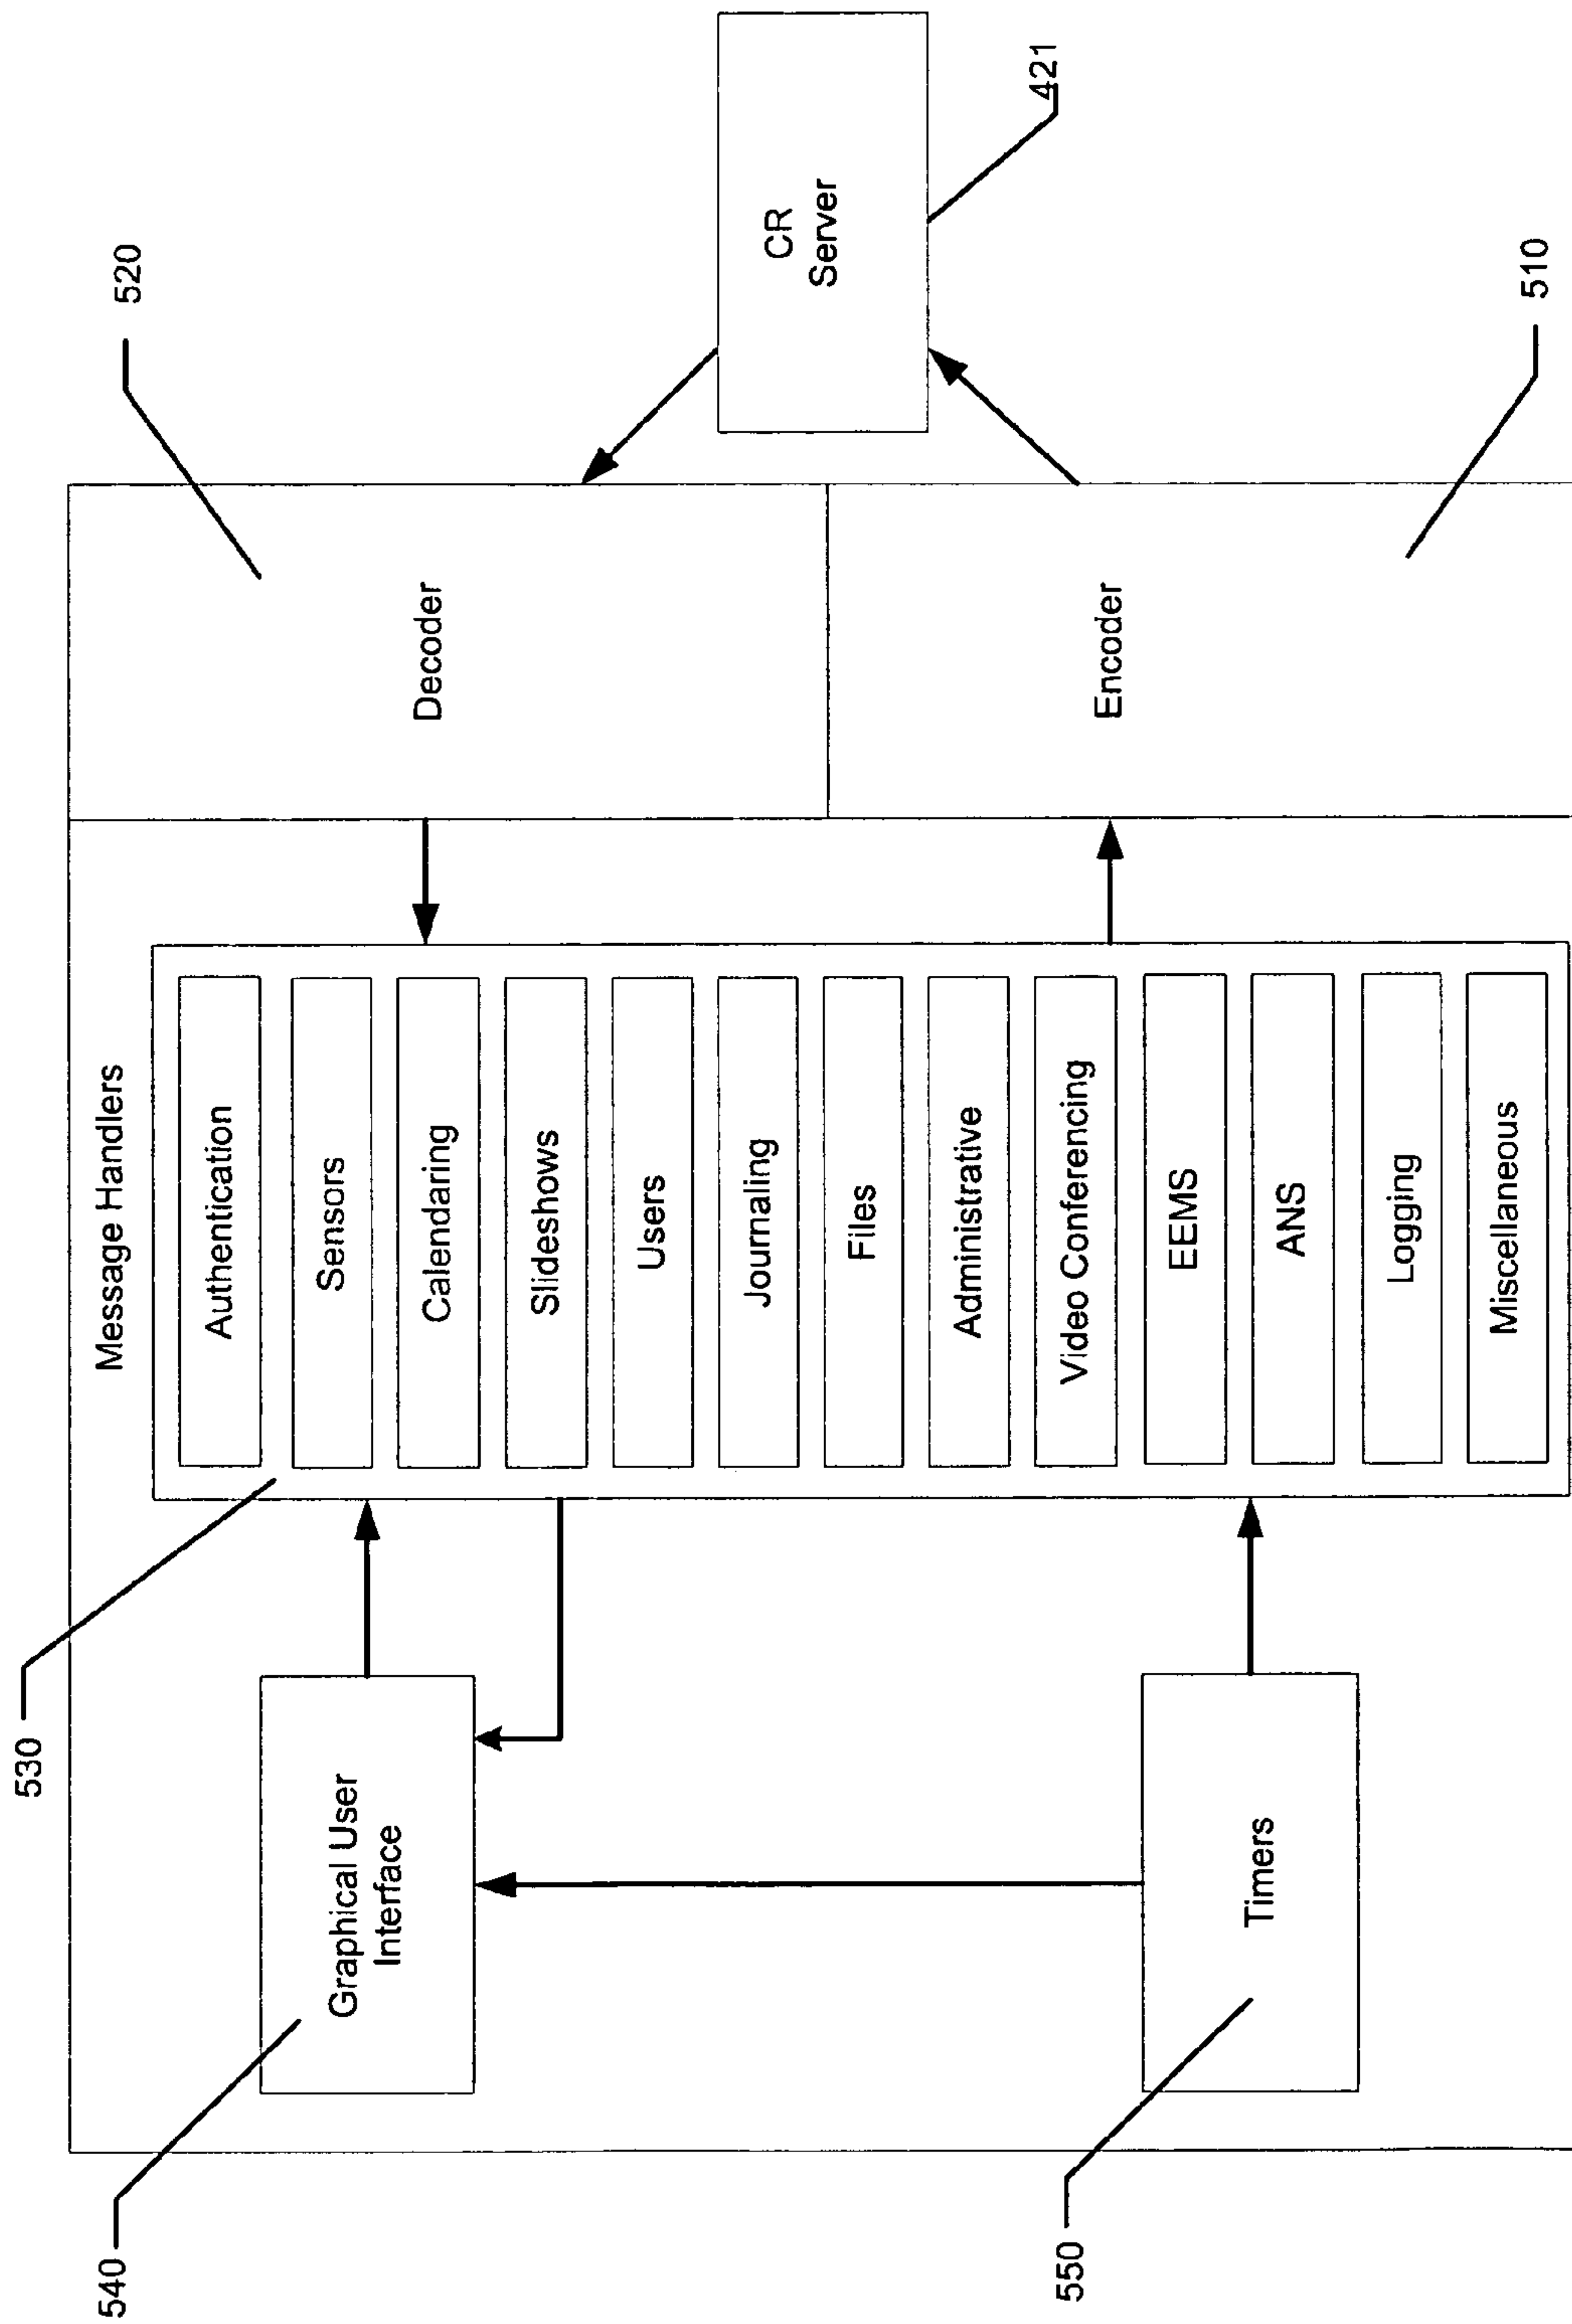 530
Message Handlers
520
540
Graphical User
Interface
Authentication
Sensors
Calendaring
Slideshows
Users
Journaling
Files
Administrative
Video Conferencing
EEMS
ANS
Logging
Miscellaneous
Decoder
CR
Server
421
550
Timers
Encoder
510